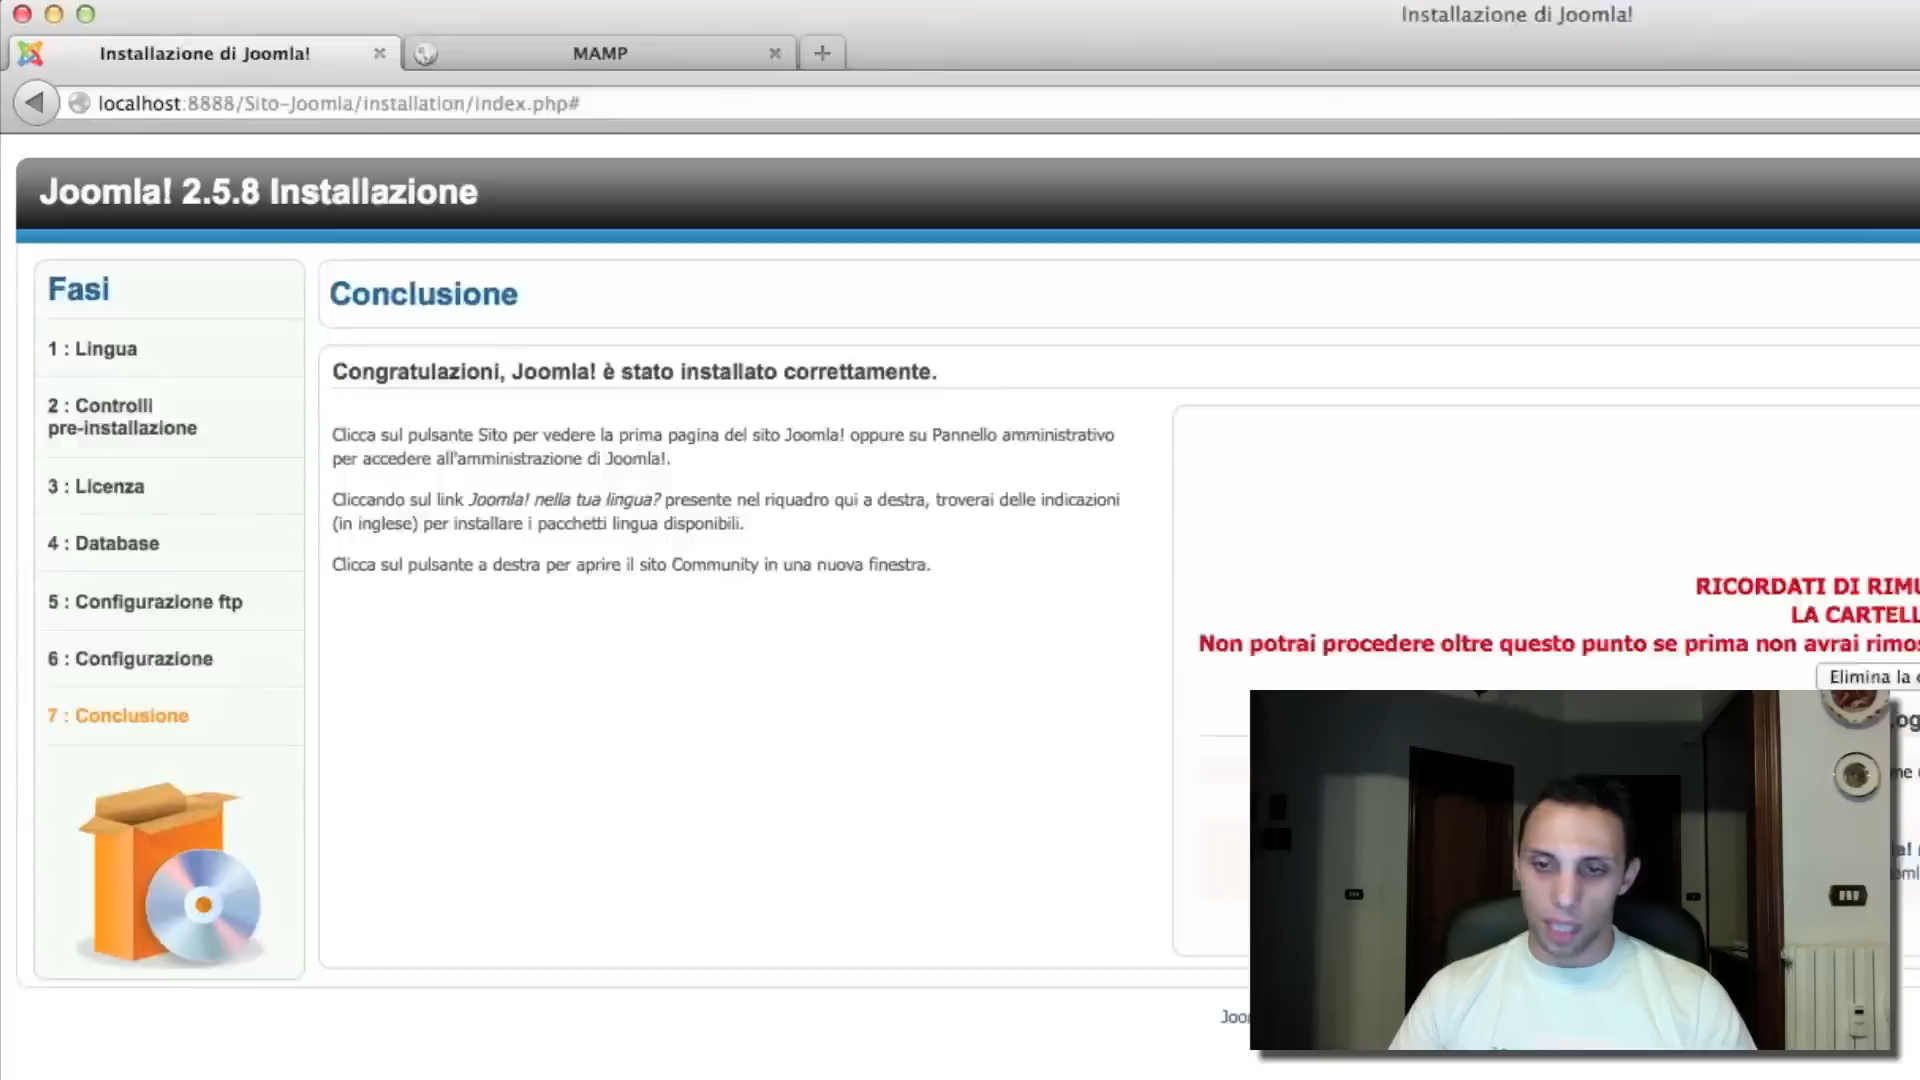 Installazione di Joomla!
Installazione di Joomla!
MAMP
localhost:8888/Sito-Joomla/installation/index.php#
Joomla! 2.5.8 Installazione
Fasi
1 : Lingua
2 : Controlli
pre-installazione
3 : Licenza
4 : Database
5 : Configurazione ftp
6 : Configurazione
7 : Conclusione
Conclusione
Congratulazioni, Joomla! è stato installato correttamente.
Clicca sul pulsante Sito per vedere la prima pagina del sito Joomla! oppure su Pannello amministrativo
per accedere all'amministrazione di Joomla!.
Cliccando sul link Joomla! nella tua lingua? presente nel riquadro qui a destra, troverai delle indicazioni
(in inglese) per installare i pacchetti lingua disponibili.
Clicca sul pulsante a destra per aprire il sito Community in una nuova finestra.
RICORDATI DI
LA
Non potrai procedere oltre questo punto se prima non avrai
Elimina la